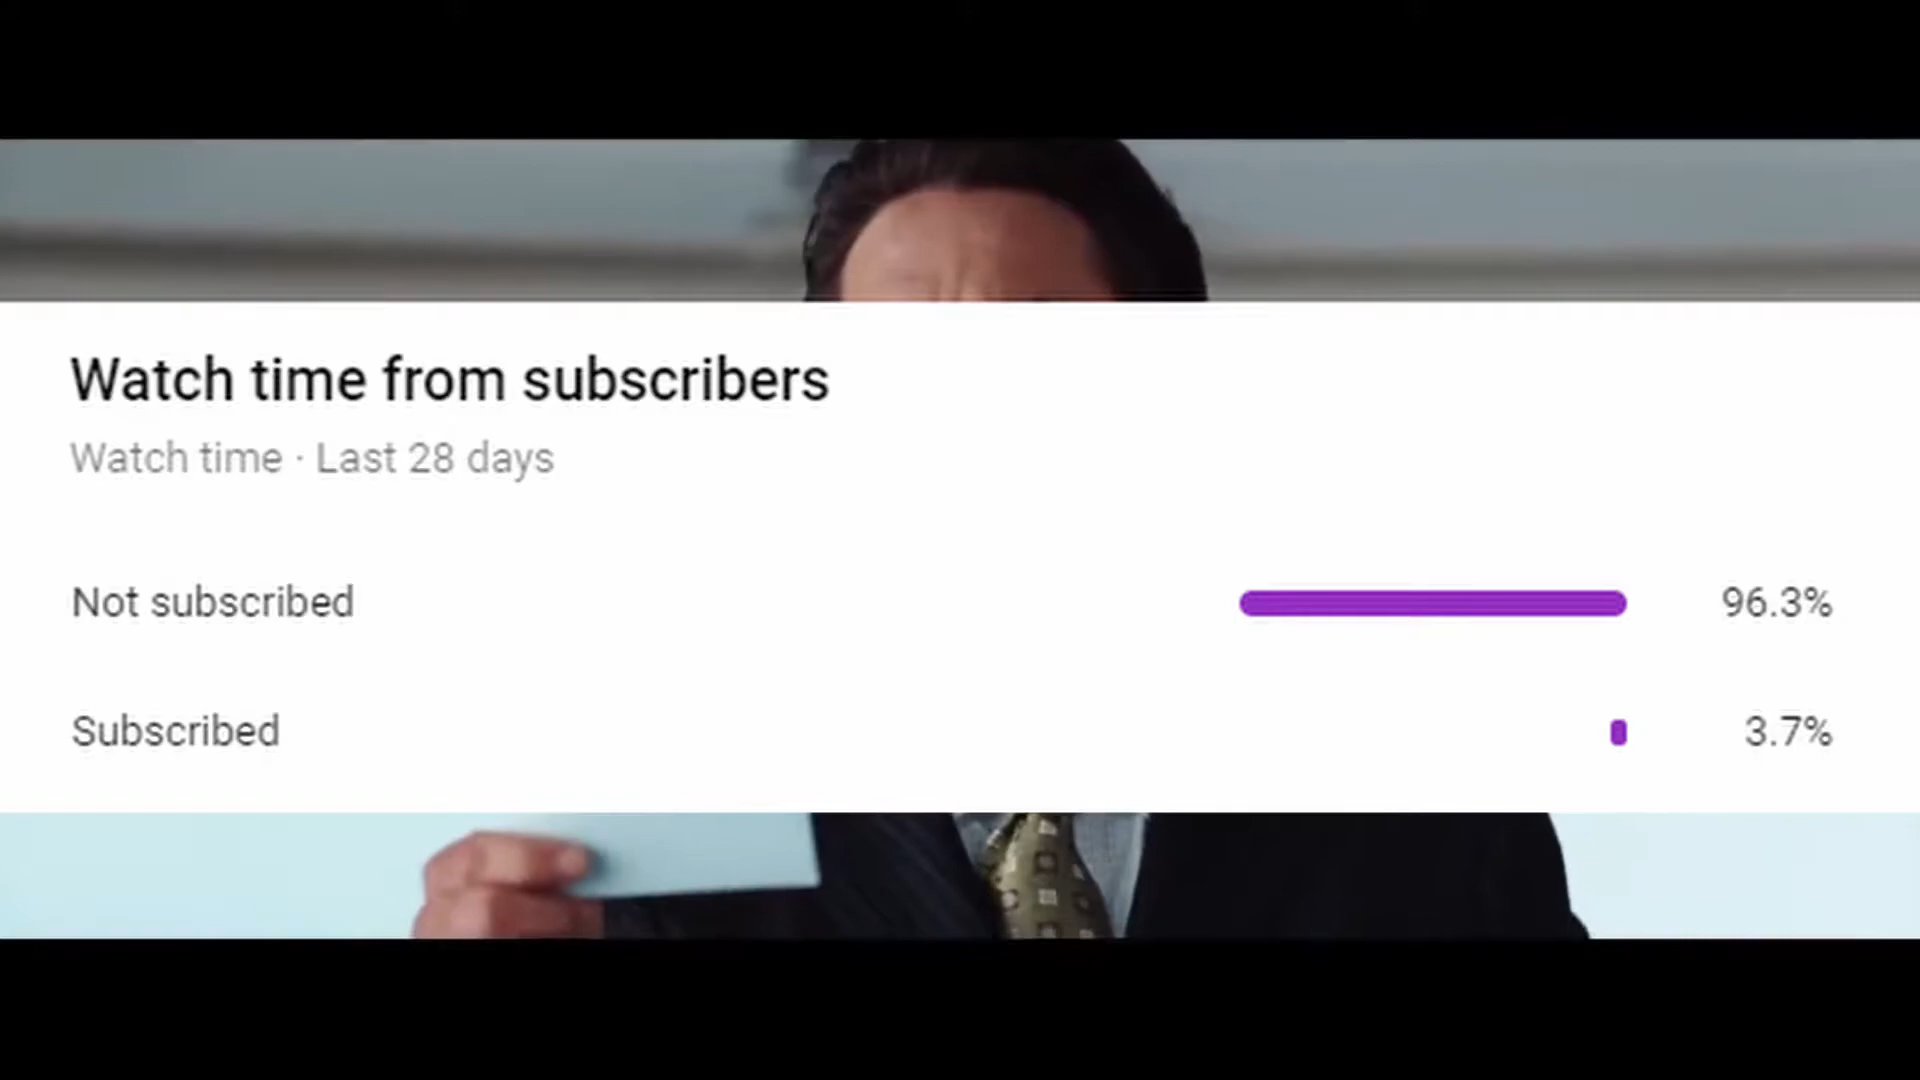 Watch time from subscribers
Watch time · Last 28 days
Not subscribed 96.3%
Subscribed 3.7%